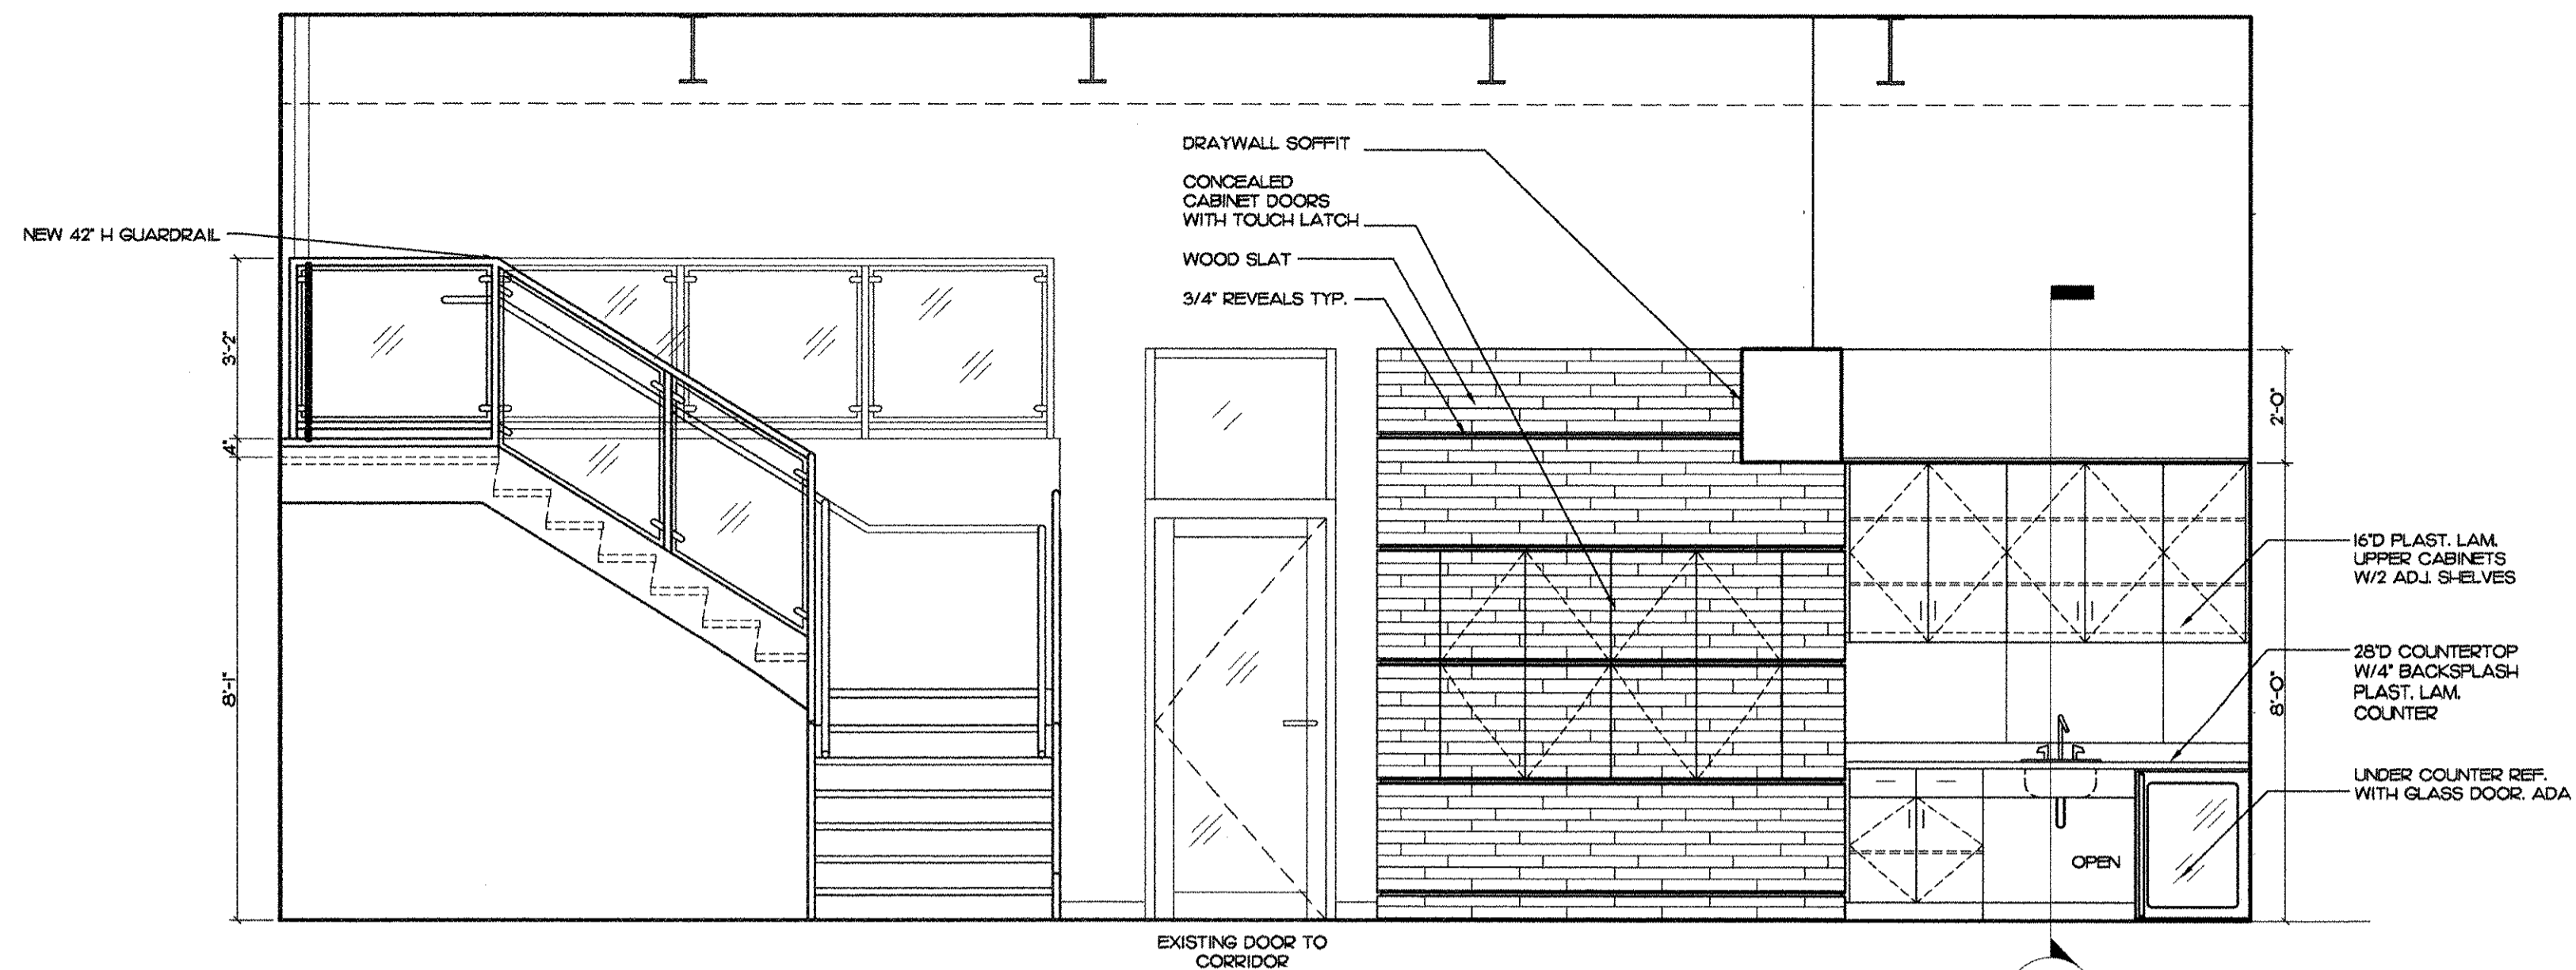 DRAYWALL SOFFIT
CONCEALED
CABINET DOORS
WITH TOUCH LATCH
WOOD SLAT
3/4" REVEALS TYP.
NEW 42" H GUARDRAIL
3'-2"
4"
8'-1"
2'-0"
8'-0"
16"D PLAST. LAM.
UPPER CABINETS
W/2 ADJ. SHELVES
28"D COUNTERTOP
W/4" BACKSPLASH
PLAST. LAM.
COUNTER
UNDER COUNTER REF.
WITH GLASS DOOR. ADA
OPEN
EXISTING DOOR TO
CORRIDOR